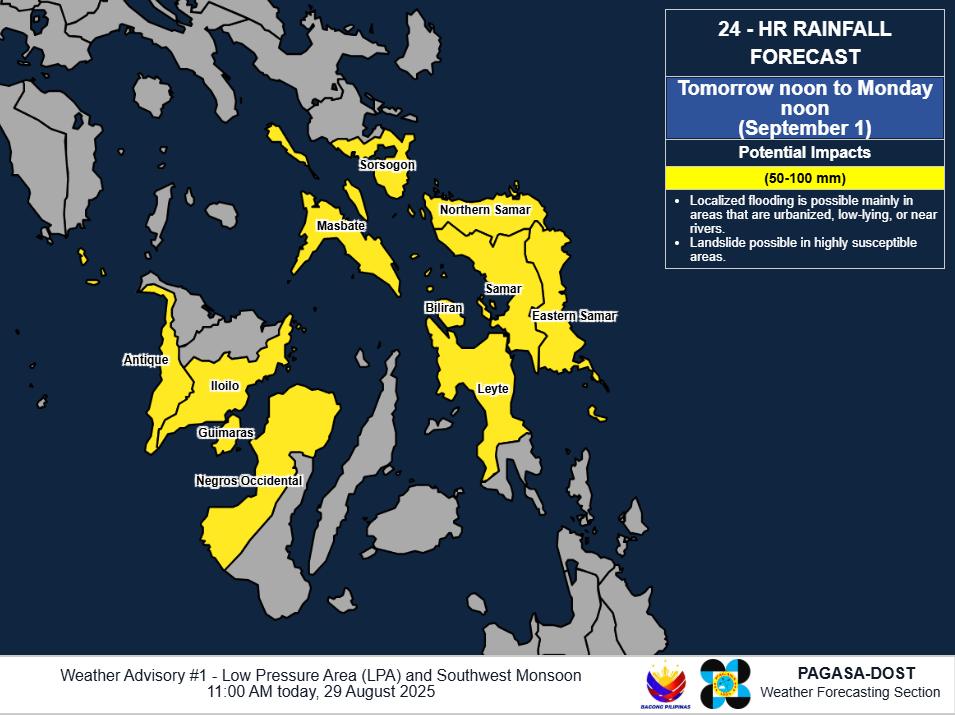 24 - HR RAINFALL
FORECAST
Tomorrow noon to Monday
noon
(September 1)
Potential Impacts
(50-100 mm)
• Localized flooding is possible mainly in
areas that are urbanized, low-lying, or near
rivers.
• Landslide possible in highly susceptible
areas.
Sorsogon
Northern Samar
Masbate
Samar
Biliran
Eastern Samar
Antique
Iloilo
Leyte
Guimaras
Negros Occidental
Weather Advisory #1 - Low Pressure Area (LPA) and Southwest Monsoon
11:00 AM today, 29 August 2025
BAGONG PILIPINAS
PAGASA-DOST
Weather Forecasting Section